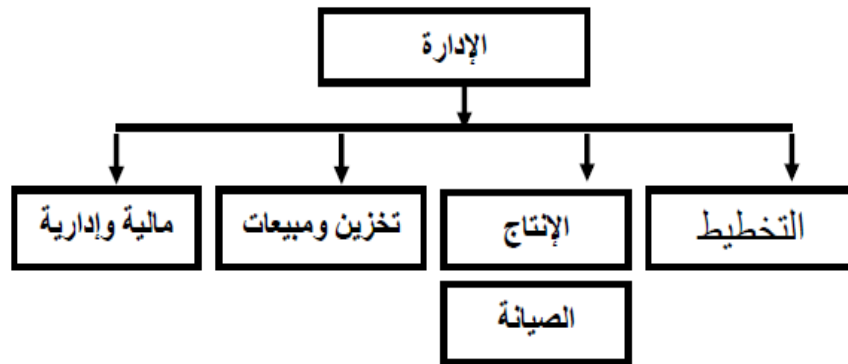 الإدارة
التخطيط
الإنتاج
تخزين ومبيعات
مالية وإدارية
الصيانة